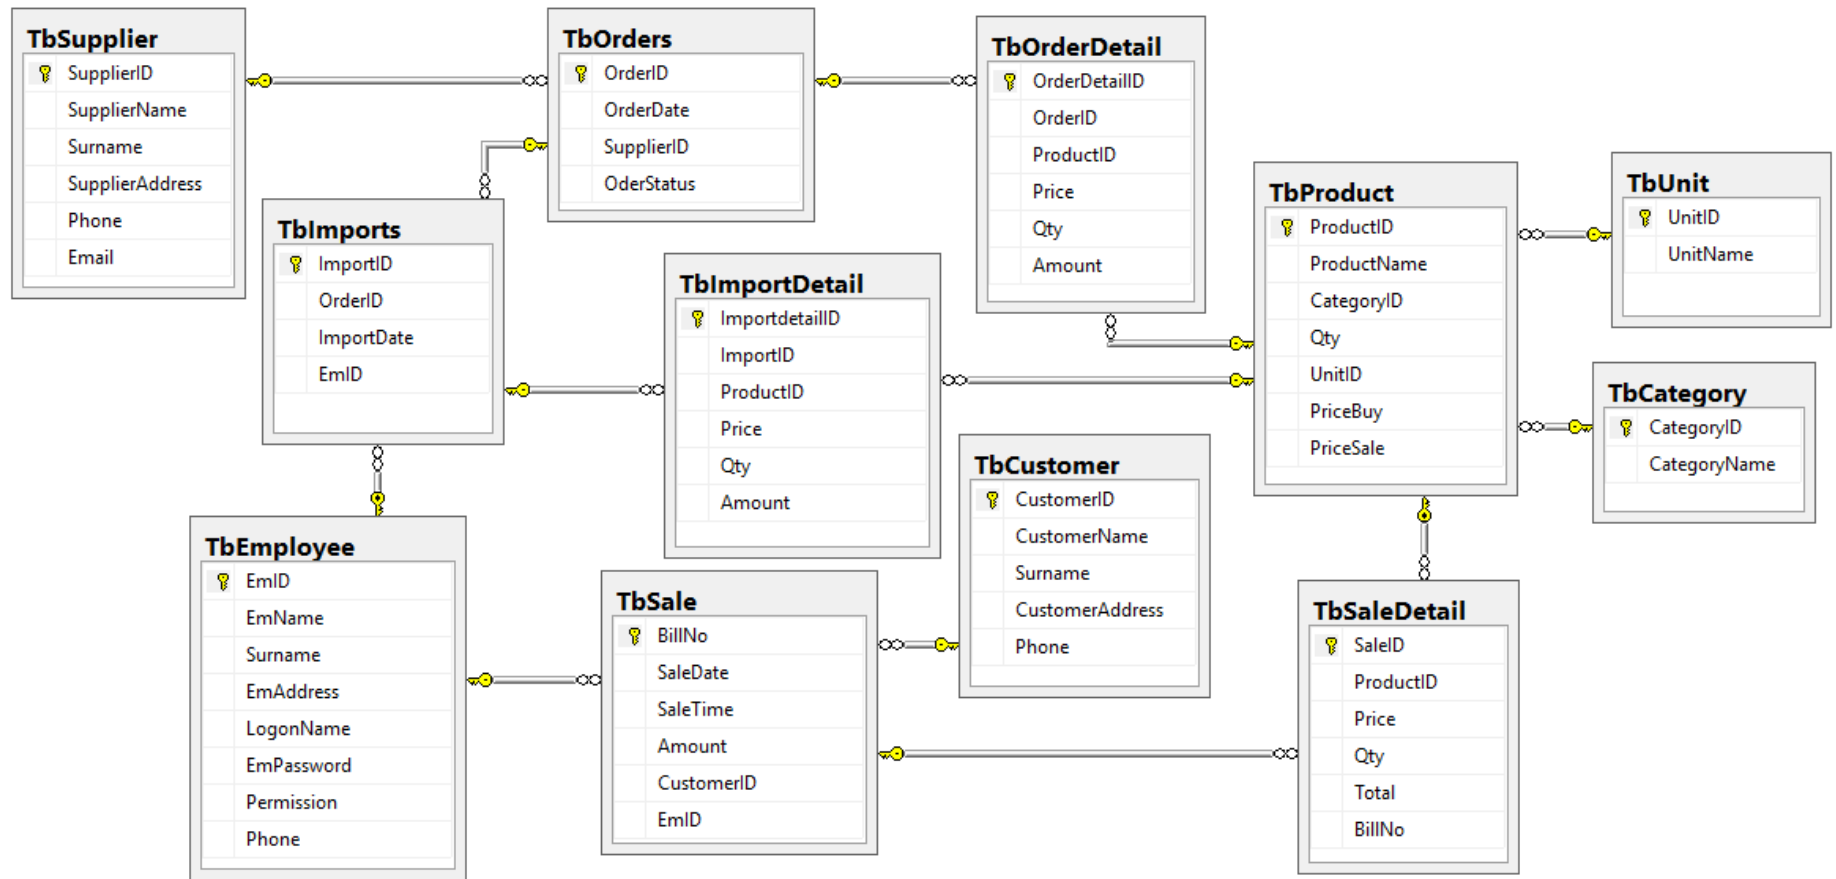 TbSupplier
SupplierID
SupplierName
Surname
SupplierAddress
Phone
Email
TbOrders
OrderID
OrderDate
SupplierID
OderStatus
TbOrderDetail
OrderDetailID
OrderID
ProductID
Price
Qty
Amount
TbProduct
ProductID
ProductName
CategoryID
Qty
UnitID
PriceBuy
PriceSale
TbUnit
UnitID
UnitName
TbImports
ImportID
OrderID
ImportDate
EmID
TbImportDetail
ImportdetailID
ImportID
ProductID
Price
Qty
Amount
TbCategory
CategoryID
CategoryName
TbCustomer
CustomerID
CustomerName
Surname
CustomerAddress
Phone
TbEmployee
EmID
EmName
Surname
EmAddress
LogonName
EmPassword
Permission
Phone
TbSale
BillNo
SaleDate
SaleTime
Amount
CustomerID
EmID
TbSaleDetail
SaleID
ProductID
Price
Qty
Total
BillNo